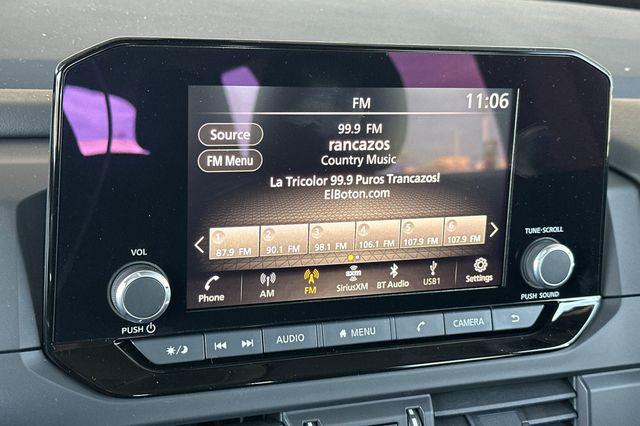 FM
11:06
Source
FM Menu
99.9 FM
rancazos
Country Music
La Tricolor 99.9 Puros Trancazos!
ElBoton.com
1 2 3 4 5 6
87.9 FM 90.1 FM 98.1 FM 106.1 FM 107.9 FM 107.9 FM
Phone AM FM SiriusXM BT Audio USB1 Settings
VOL
PUSH
TUNE·SCROLL
PUSH SOUND
AUDIO MENU CAMERA